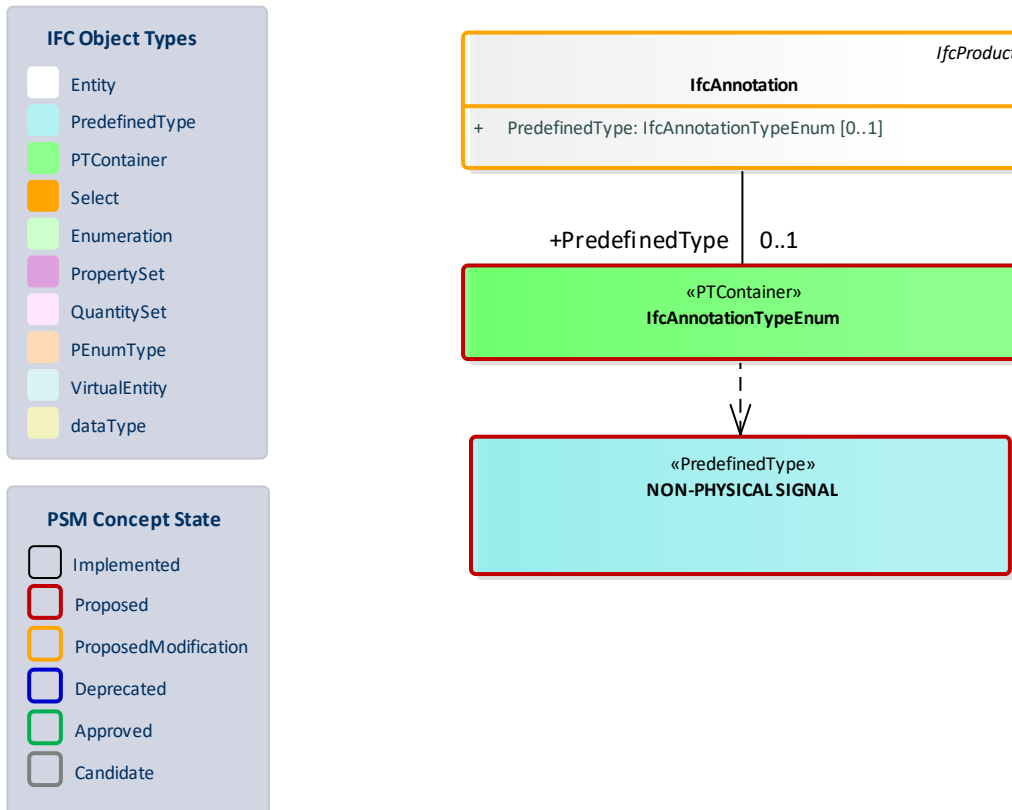 IFC Object Types
Entity
PredefinedType
PTContainer
Select
Enumeration
PropertySet
QuantitySet
PEnumType
VirtualEntity
dataType
PSM Concept State
Implemented
Proposed
ProposedModification
Deprecated
Approved
Candidate
IfcProduct
IfcAnnotation
+ PredefinedType: IfcAnnotationTypeEnum [0..1]
+PredefinedType 0..1
«PTContainer»
IfcAnnotationTypeEnum
«PredefinedType»
NON-PHYSICAL SIGNAL